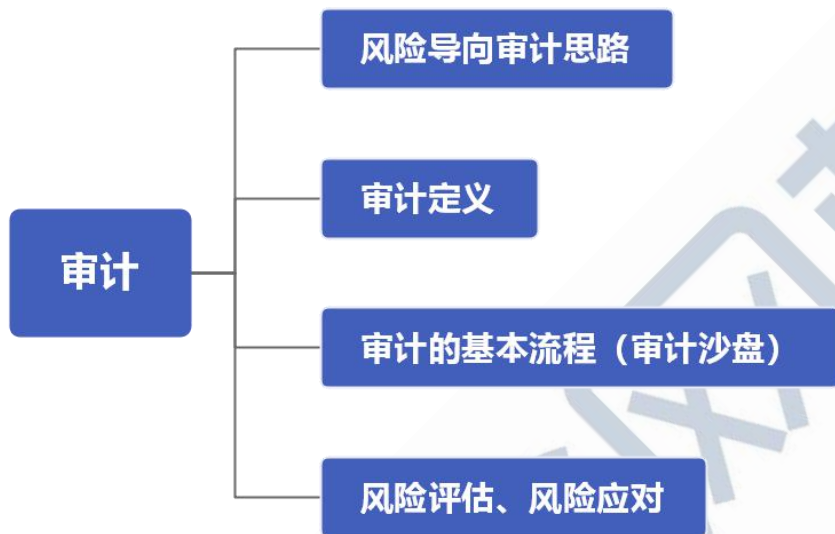 风险导向审计思路
审计定义
审计
审计的基本流程（审计沙盘）
风险评估、风险应对